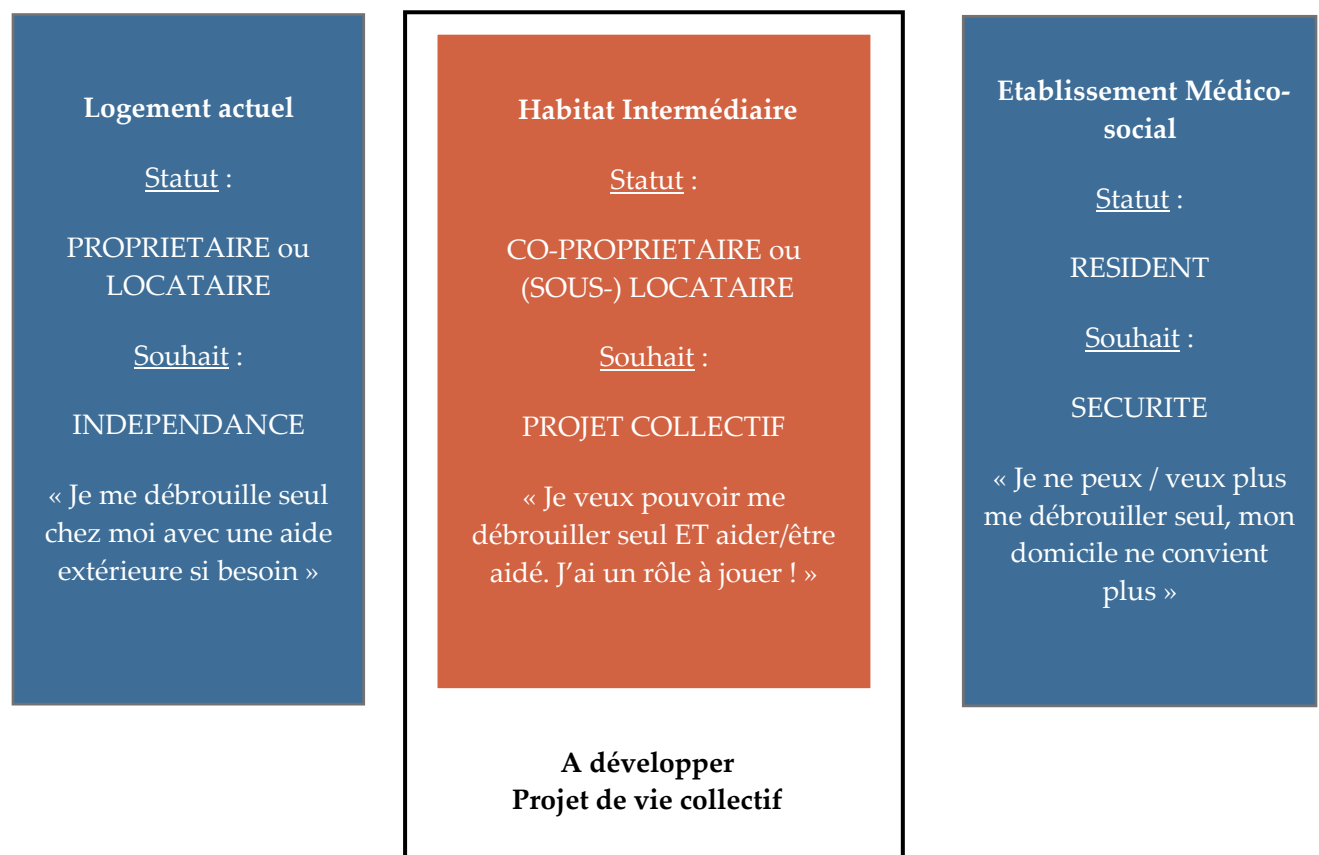 Logement actuel
Statut :
PROPRIETAIRE ou
LOCATAIRE
Souhait :
INDEPENDANCE
« Je me débrouille seul
chez moi avec une aide
extérieure si besoin »
Habitat Intermédiaire
Statut :
CO-PROPRIETAIRE ou
(SOUS-) LOCATAIRE
Souhait :
PROJET COLLECTIF
« Je veux pouvoir me
débrouiller seul ET aider/être
aidé. J’ai un rôle à jouer ! »
A développer
Projet de vie collectif
Etablissement Médico-
social
Statut :
RESIDENT
Souhait :
SECURITE
« Je ne peux / veux plus
me débrouiller seul, mon
domicile ne convient
plus »